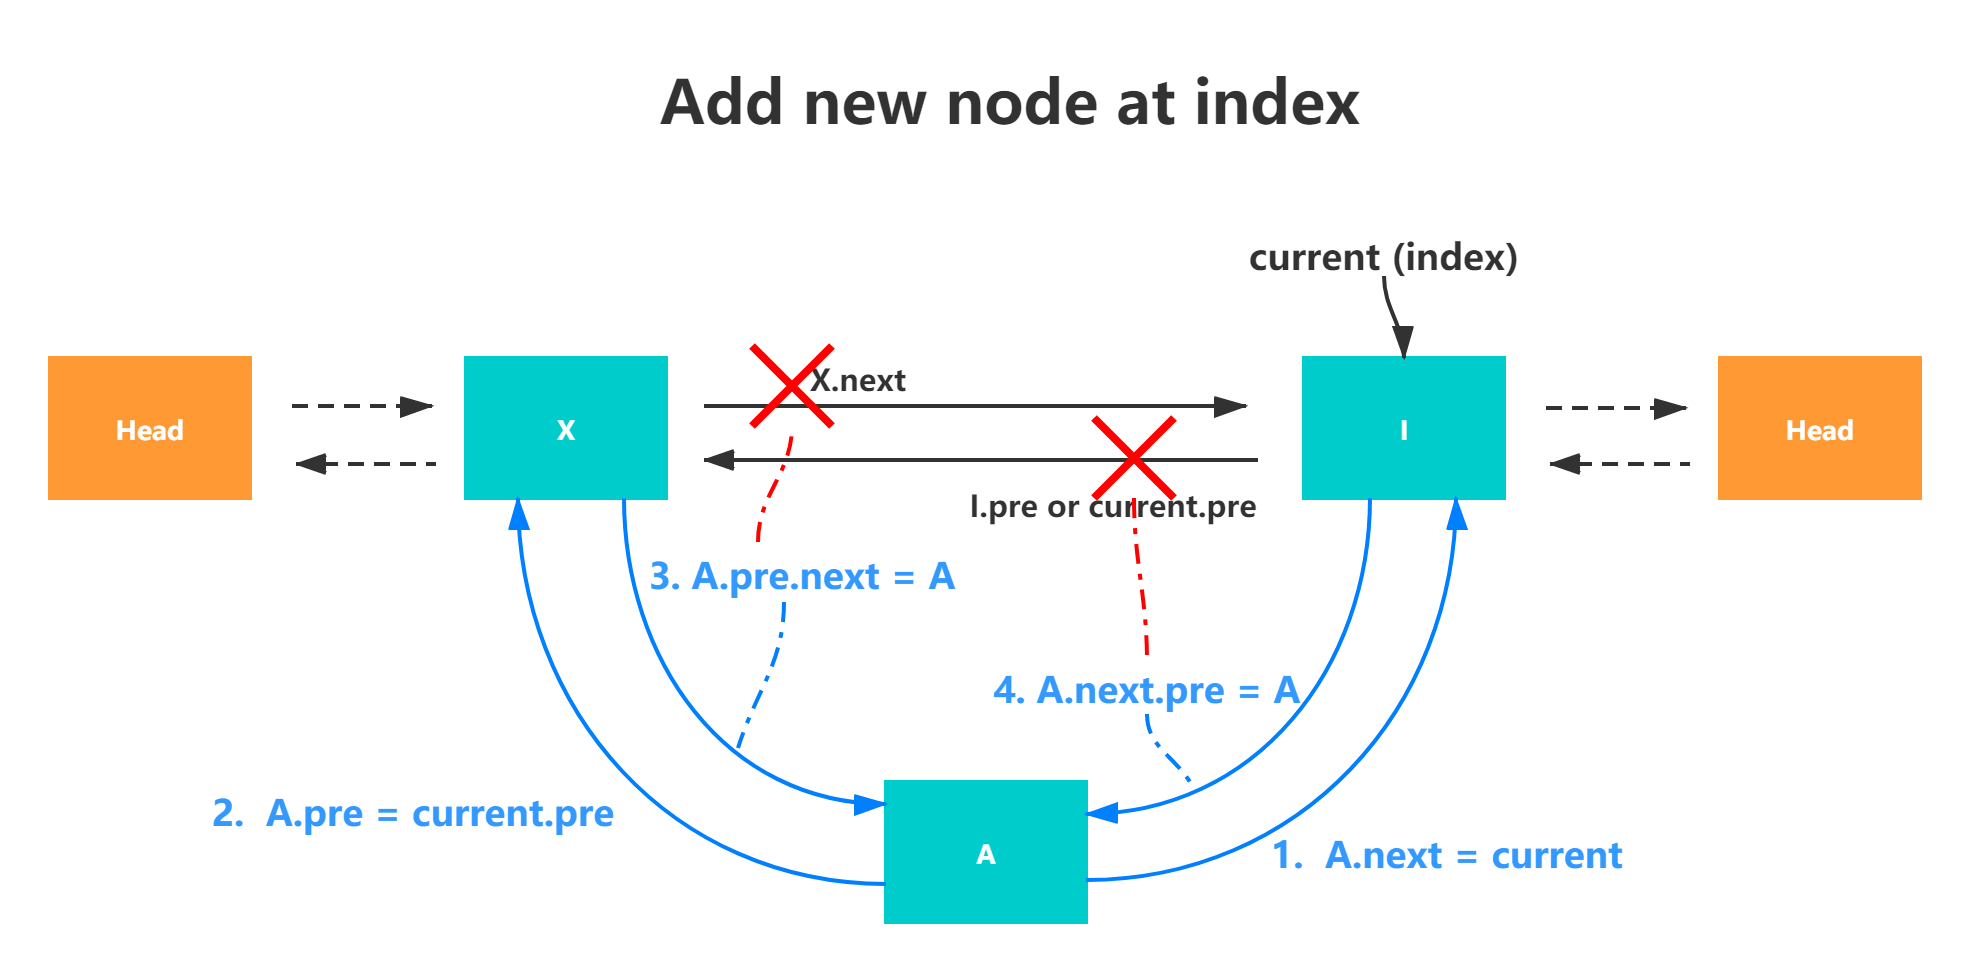 Add new node at index
current (index)
X.next
Head
X
I
Head
I.pre or current.pre
3. A.pre.next = A
4. A.next.pre = A
2. A.pre = current.pre
A
1. A.next = current